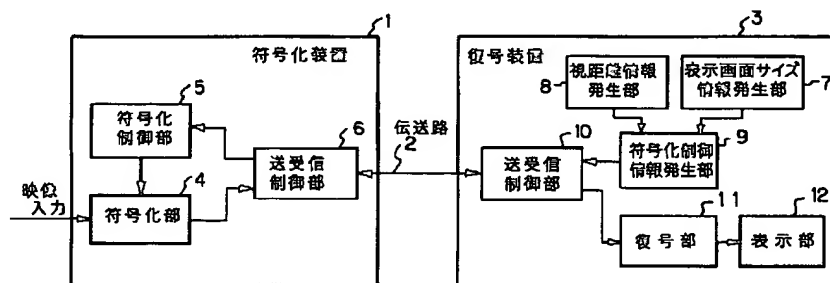 1
符号化装置
5
符号化
制御部
6
送受信
制御部
映像
入力
4
符号化部
伝送路
2
3
復号装置
8
視距離情報
発生部
表示画面サイズ
情報発生部
7
10
送受信
制御部
符号化制御
情報発生部
9
11
復号部
12
表示部